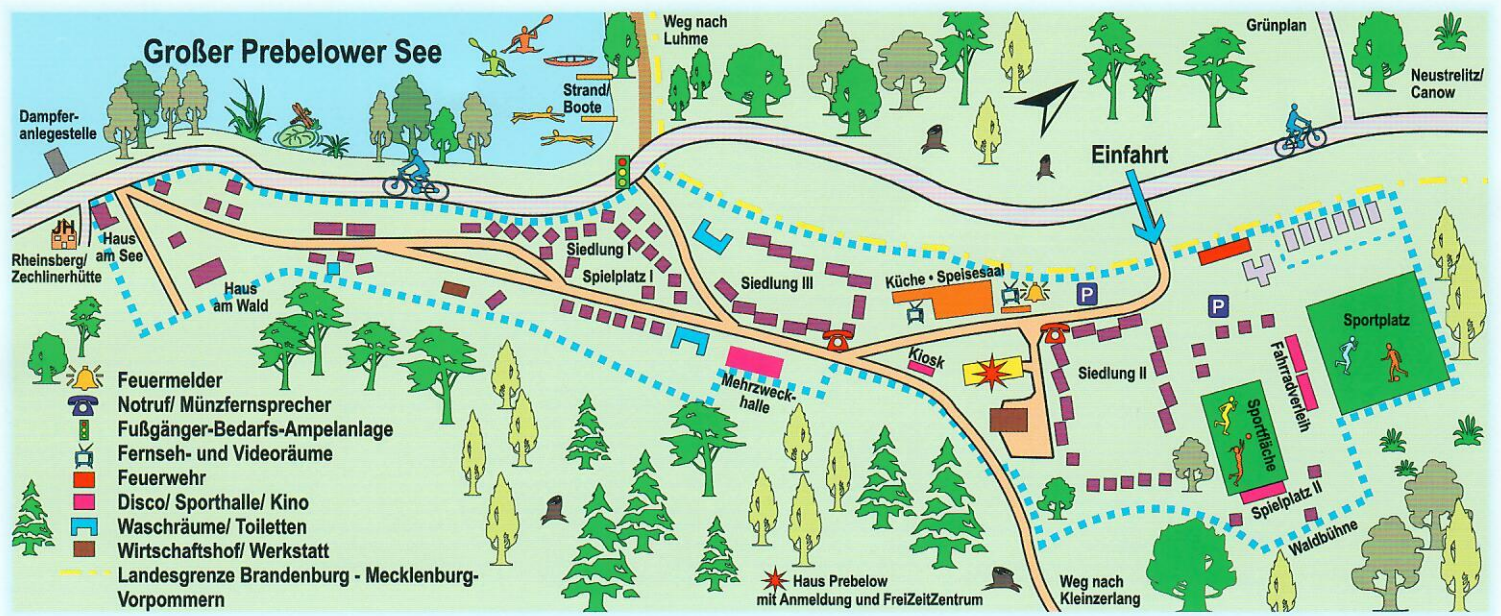 Großer Prebelower See
Weg nach
Luhme
Grünplan
Neustrelitz/
Canow
Strand/
Boote
Dampfer-
anlegestelle
Einfahrt
JH
Haus
am See
Rheinsberg/
Zechlinerhütte
Haus
am Wald
Siedlung I
Spielplatz I
Siedlung III
Küche • Speisesaal
P
P
Sportplatz
Kiosk
Siedlung II
Fahrradverleih
Mehrzweck-
halle
Sportfläche
Spielplatz II
Waldbühne
Feuermelder
Notruf/ Münzfernsprecher
Fußgänger-Bedarfs-Ampelanlage
Fernseh- und Videoräume
Feuerwehr
Disco/ Sporthalle/ Kino
Waschräume/ Toiletten
Wirtschaftshof/ Werkstatt
Landesgrenze Brandenburg - Mecklenburg-
Vorpommern
Haus Prebelow
mit Anmeldung und FreiZeitZentrum
Weg nach
Kleinzerlang